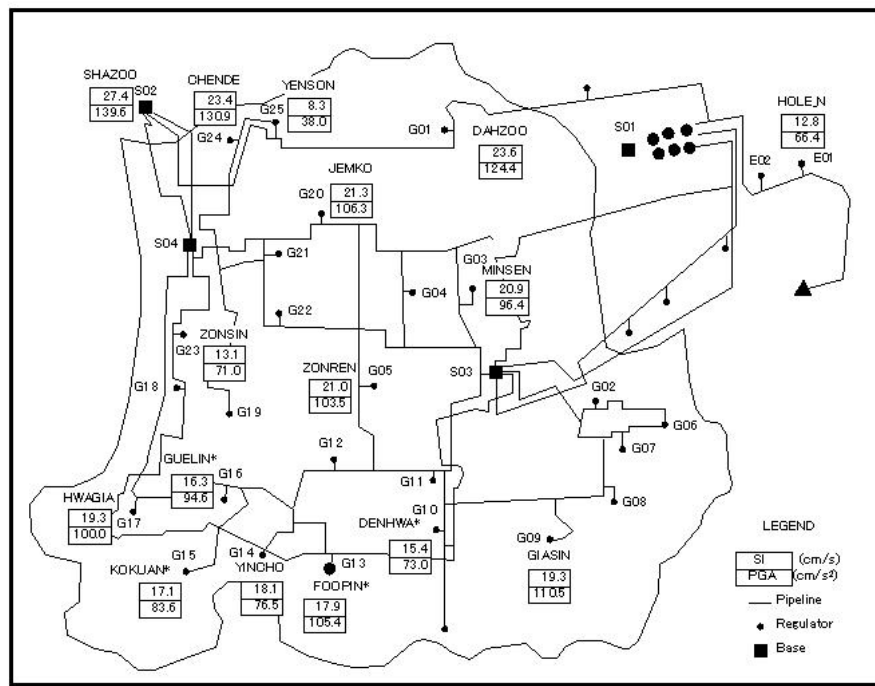 SHAZOO
27.4
139.6
S02
CHENDE
23.4
130.9
YENSON
8.3
38.0
G25
G24
G01
DAHZOO
23.6
124.4
S01
HOLE_N
12.8
66.4
E02
E01
JEMKO
21.3
106.3
G20
S04
G21
G03
MINSEN
20.9
96.4
G04
G22
ZONSIN
13.1
71.0
G23
ZONREN
21.0
103.5
G05
S03
G18
G19
G02
G06
G07
G12
GUELIN*
16.3
94.6
G16
G11
HWAGIA
19.3
100.0
G17
G10
DENHWA*
15.4
73.0
G08
G09
GIASIN
19.3
110.5
G15
KOKUAN*
17.1
83.6
G14
YINCHO
18.1
76.5
G13
FOOPIN*
17.9
105.4
LEGEND
SI (cm/s)
PGA (cm/s²)
Pipeline
Regulator
Base